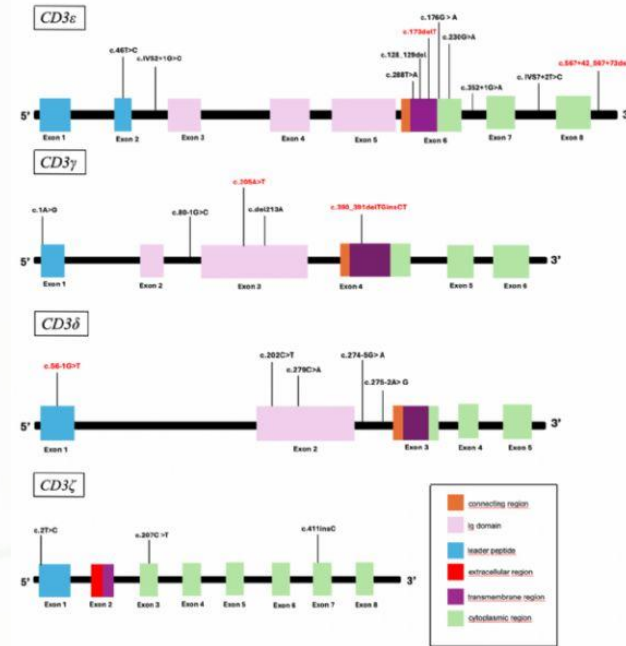 CD3ε
c.176G > A
c.173delT
c.46T>C
c.230G>A
c.IVS2+1G>C
c.128_129del
c.567+42_567+73del
c.288T>A
c.352+1G>A
c.IVS7+2T>C
5'
Exon 1
Exon 2
Exon 3
Exon 4
Exon 5
Exon 6
Exon 7
Exon 8
CD3γ
c.205A>T
c.1A>G
c.80-1G>C
c.del213A
c.380_381delTGinsCT
5'
3'
Exon 1
Exon 2
Exon 3
Exon 4
Exon 5
Exon 6
CD3δ
c.56-1G>T
c.202C>T
c.279C>A
c.274-5G> A
c.275-2A> G
5'
3'
Exon 1
Exon 2
Exon 3
Exon 4
Exon 5
CD3ζ
c.2T>C
c.207C >T
c.411insC
5'
3'
Exon 1
Exon 2
Exon 3
Exon 4
Exon 5
Exon 6
Exon 7
Exon 8
connecting region
Ig domain
leader peptide
extracellular region
transmembrane region
cytoplasmic region